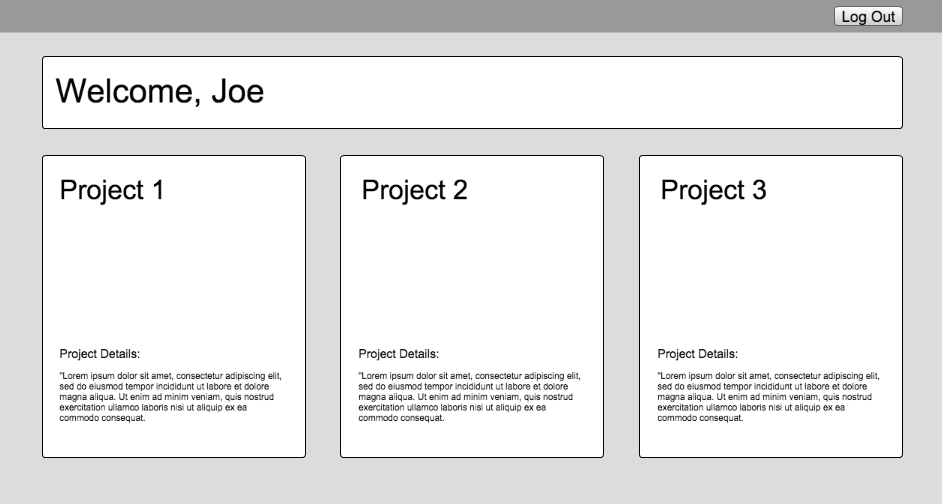 Log Out
Welcome, Joe
Project 1
Project Details:
"Lorem ipsum dolor sit amet, consectetur adipiscing elit,
sed do eiusmod tempor incididunt ut labore et dolore
magna aliqua. Ut enim ad minim veniam, quis nostrud
exercitation ullamco laboris nisi ut aliquip ex ea
commodo consequat.
Project 2
Project Details:
"Lorem ipsum dolor sit amet, consectetur adipiscing elit,
sed do eiusmod tempor incididunt ut labore et dolore
magna aliqua. Ut enim ad minim veniam, quis nostrud
exercitation ullamco laboris nisi ut aliquip ex ea
commodo consequat.
Project 3
Project Details:
"Lorem ipsum dolor sit amet, consectetur adipiscing elit,
sed do eiusmod tempor incididunt ut labore et dolore
magna aliqua. Ut enim ad minim veniam, quis nostrud
exercitation ullamco laboris nisi ut aliquip ex ea
commodo consequat.